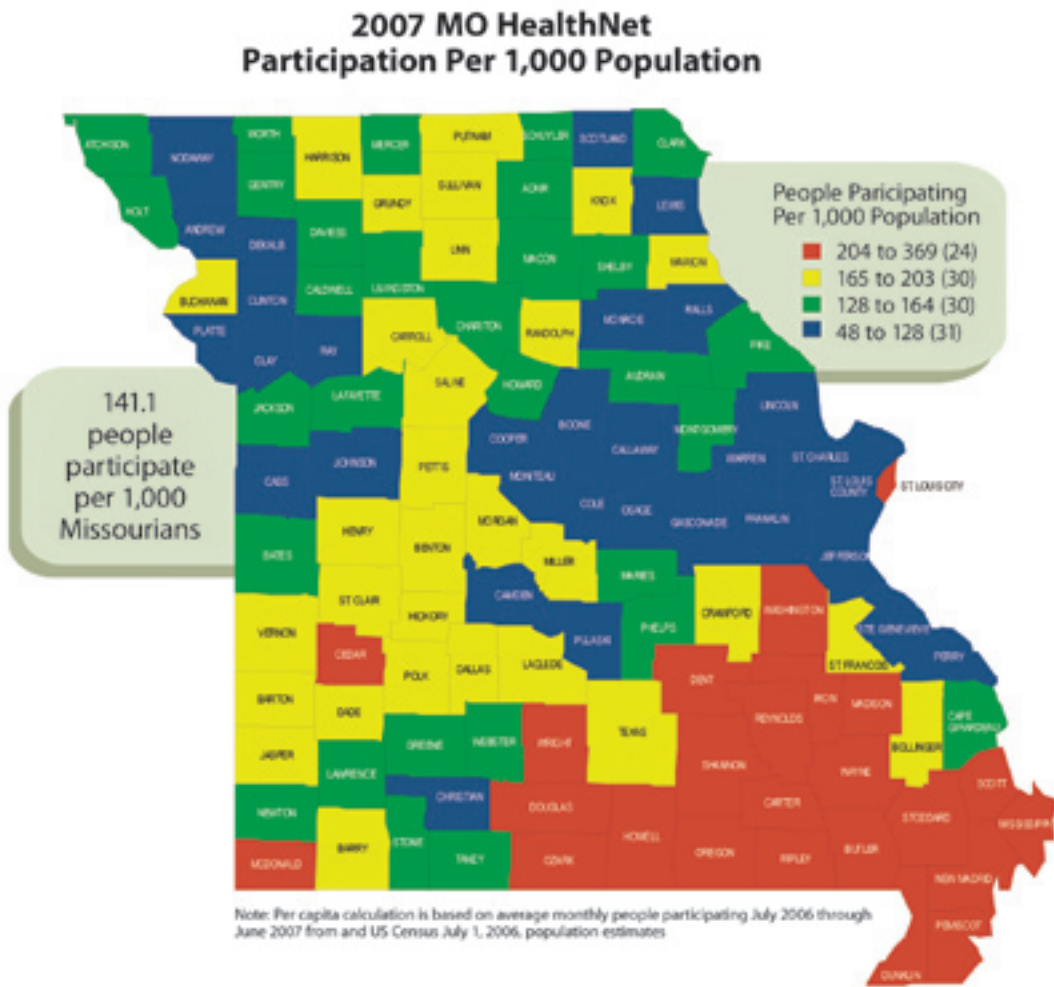 2007 MO HealthNet
Participation Per 1,000 Population
ATCHISON
NODAWAY
WORTH
HARRISON
MERCER
PUTNAM
SCHUYLER
SCOTLAND
CLARK
HOLT
GENTRY
GRUNDY
SULLIVAN
ADAIR
KNOX
LEWIS
ANDREW
DEKALB
DAVIESS
LINN
MACON
SHELBY
MARION
BUCHANAN
CLINTON
CALDWELL
LIVINGSTON
PLATTE
CLAY
RAY
CARROLL
CHARITON
RANDOLPH
MONROE
RALLS
PIKE
JACKSON
LAFAYETTE
SALINE
HOWARD
AUDRAIN
LINCOLN
MONTGOMERY
CASS
JOHNSON
PETTIS
COOPER
BOONE
CALLAWAY
WARREN
ST CHARLES
ST LOUIS
COUNTY
ST LOUIS CITY
MONITEAU
COLE
OSAGE
GASCONADE
FRANKLIN
JEFFERSON
BATES
HENRY
BENTON
MORGAN
MILLER
MARIES
CAMDEN
ST CLAIR
HICKORY
PULASKI
PHELPS
CRAWFORD
WASHINGTON
STE GENEVIEVE
PERRY
ST FRANCOIS
VERNON
CEDAR
POLK
DALLAS
LACLEDE
DENT
IRON
MADISON
REYNOLDS
BARTON
DADE
CAPE
GIRARDEAU
BOLLINGER
JASPER
GREENE
WEBSTER
WRIGHT
TEXAS
SHANNON
WAYNE
LAWRENCE
CHRISTIAN
DOUGLAS
CARTER
SCOTT
STODDARD
MISSISSIPPI
NEWTON
STONE
TANEY
OZARK
HOWELL
OREGON
RIPLEY
BUTLER
MCDONALD
BARRY
NEW MADRID
PEMISCOT
DUNKLIN
People Paricipating
Per 1,000 Population
204 to 369 (24)
165 to 203 (30)
128 to 164 (30)
48 to 128 (31)
141.1
people
participate
per 1,000
Missourians
Note: Per capita calculation is based on average monthly people participating July 2006 through
June 2007 from and US Census July 1, 2006, population estimates